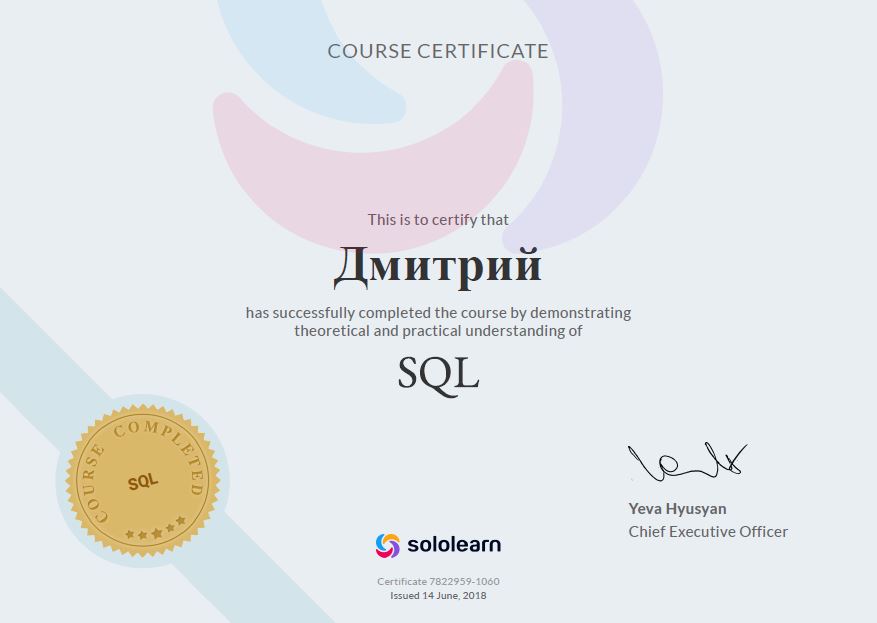 COURSE CERTIFICATE
This is to certify that
Дмитрий
has successfully completed the course by demonstrating
theoretical and practical understanding of
SQL
COURSE COMPLETED
SQL
Yeva Hyusyan
Chief Executive Officer
sololearn
Certificate 7822959-1060
Issued 14 June, 2018